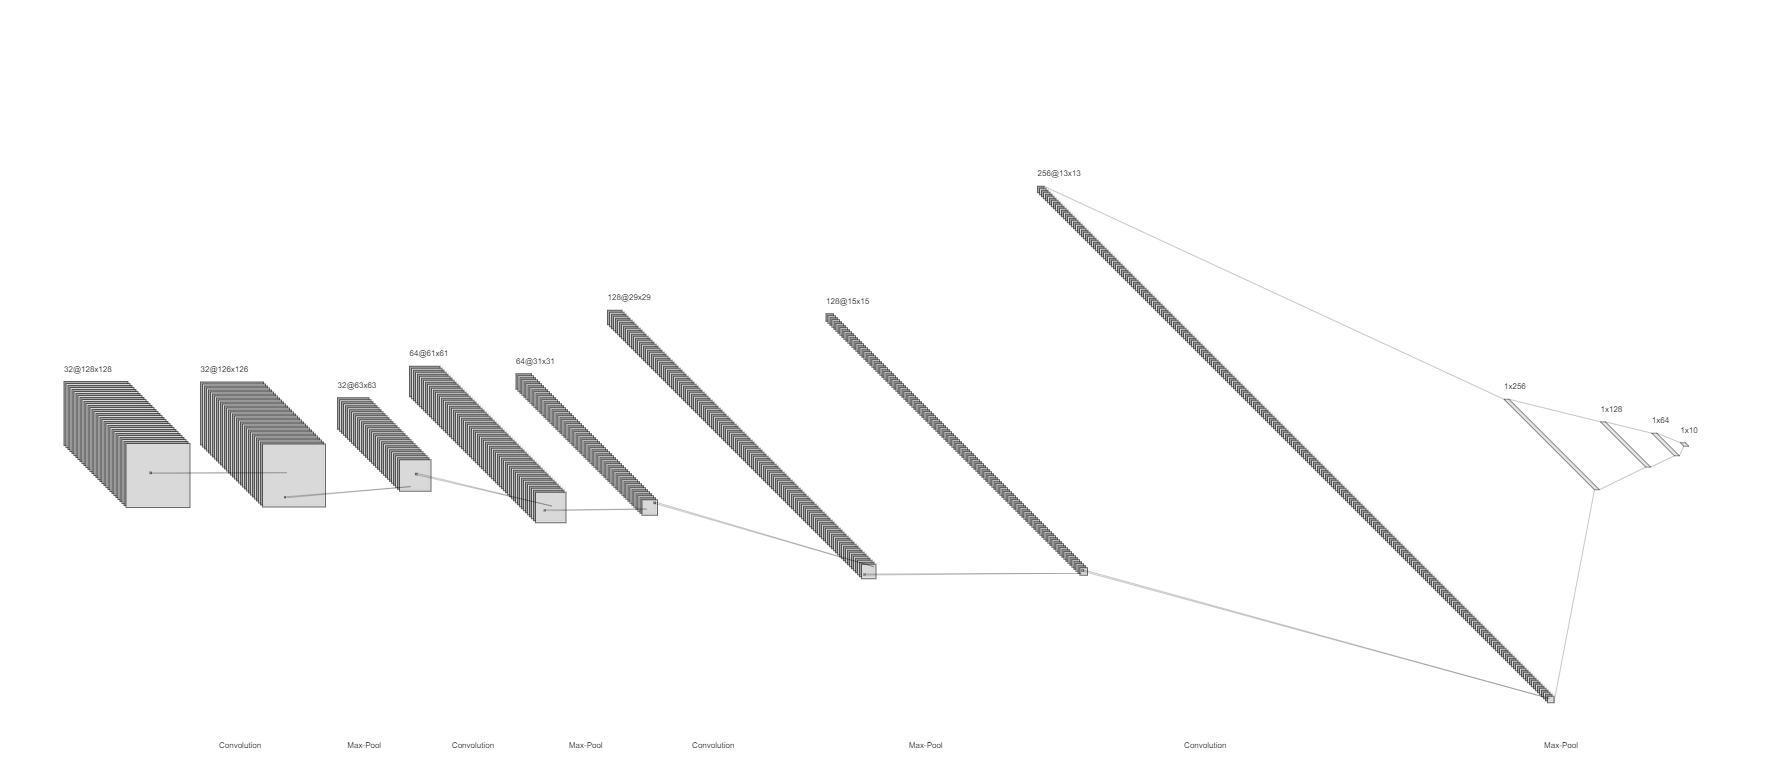 32@128x128
32@126x126
32@63x63
64@61x61
64@31x31
128@29x29
128@15x15
256@13x13
1x256
1x128
1x64
1x10
Convolution
Max-Pool
Convolution
Max-Pool
Convolution
Max-Pool
Convolution
Max-Pool